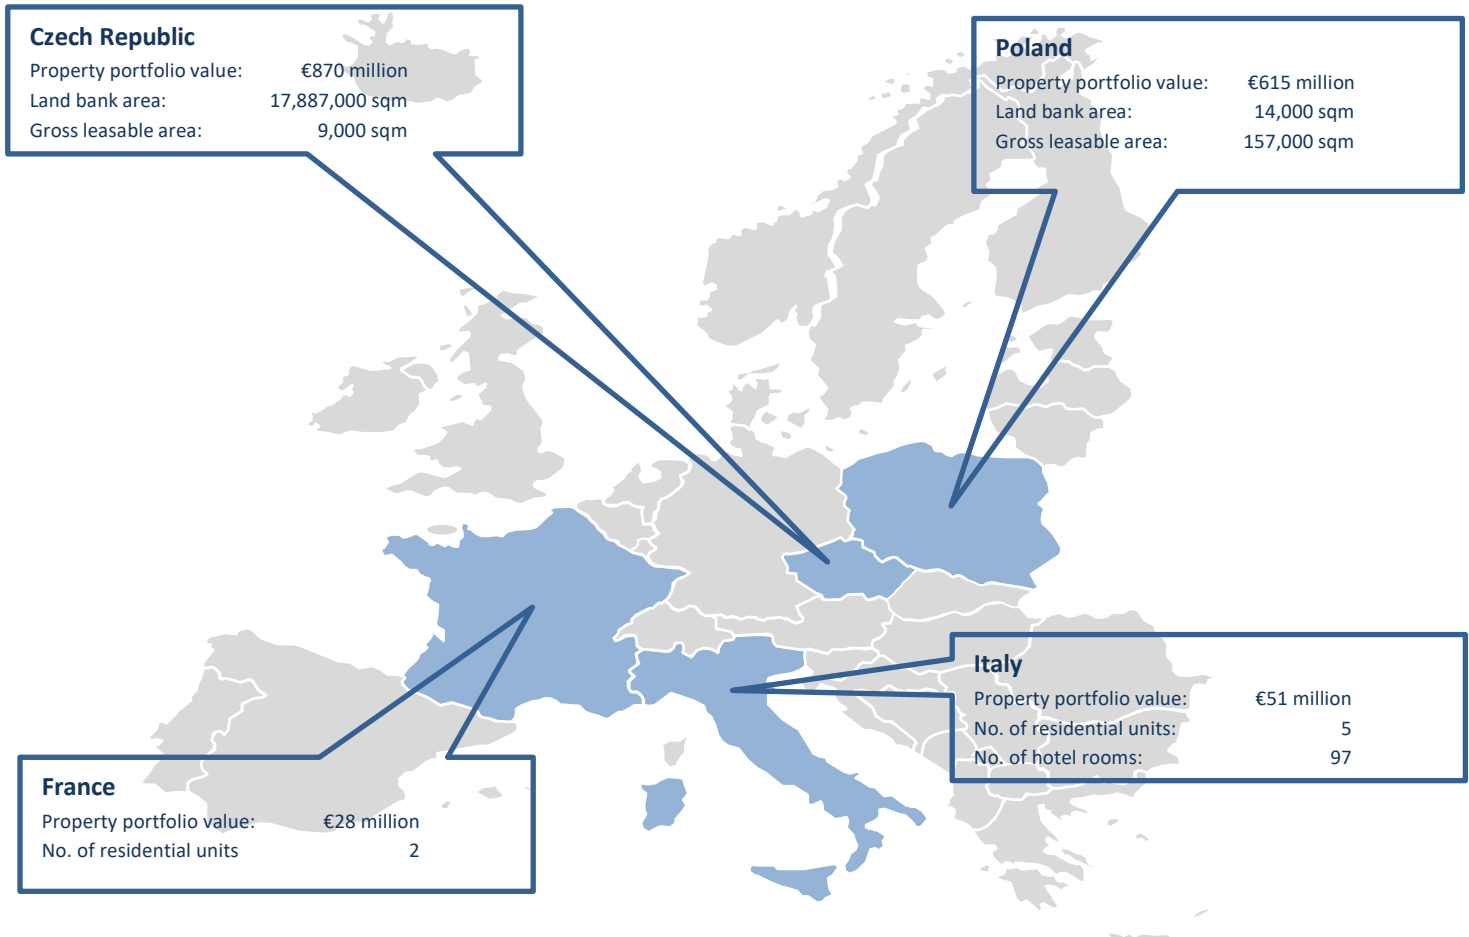 Czech Republic
Property portfolio value: €870 million
Land bank area: 17,887,000 sqm
Gross leasable area: 9,000 sqm
Poland
Property portfolio value: €615 million
Land bank area: 14,000 sqm
Gross leasable area: 157,000 sqm
Italy
Property portfolio value: €51 million
No. of residential units: 5
No. of hotel rooms: 97
France
Property portfolio value: €28 million
No. of residential units 2